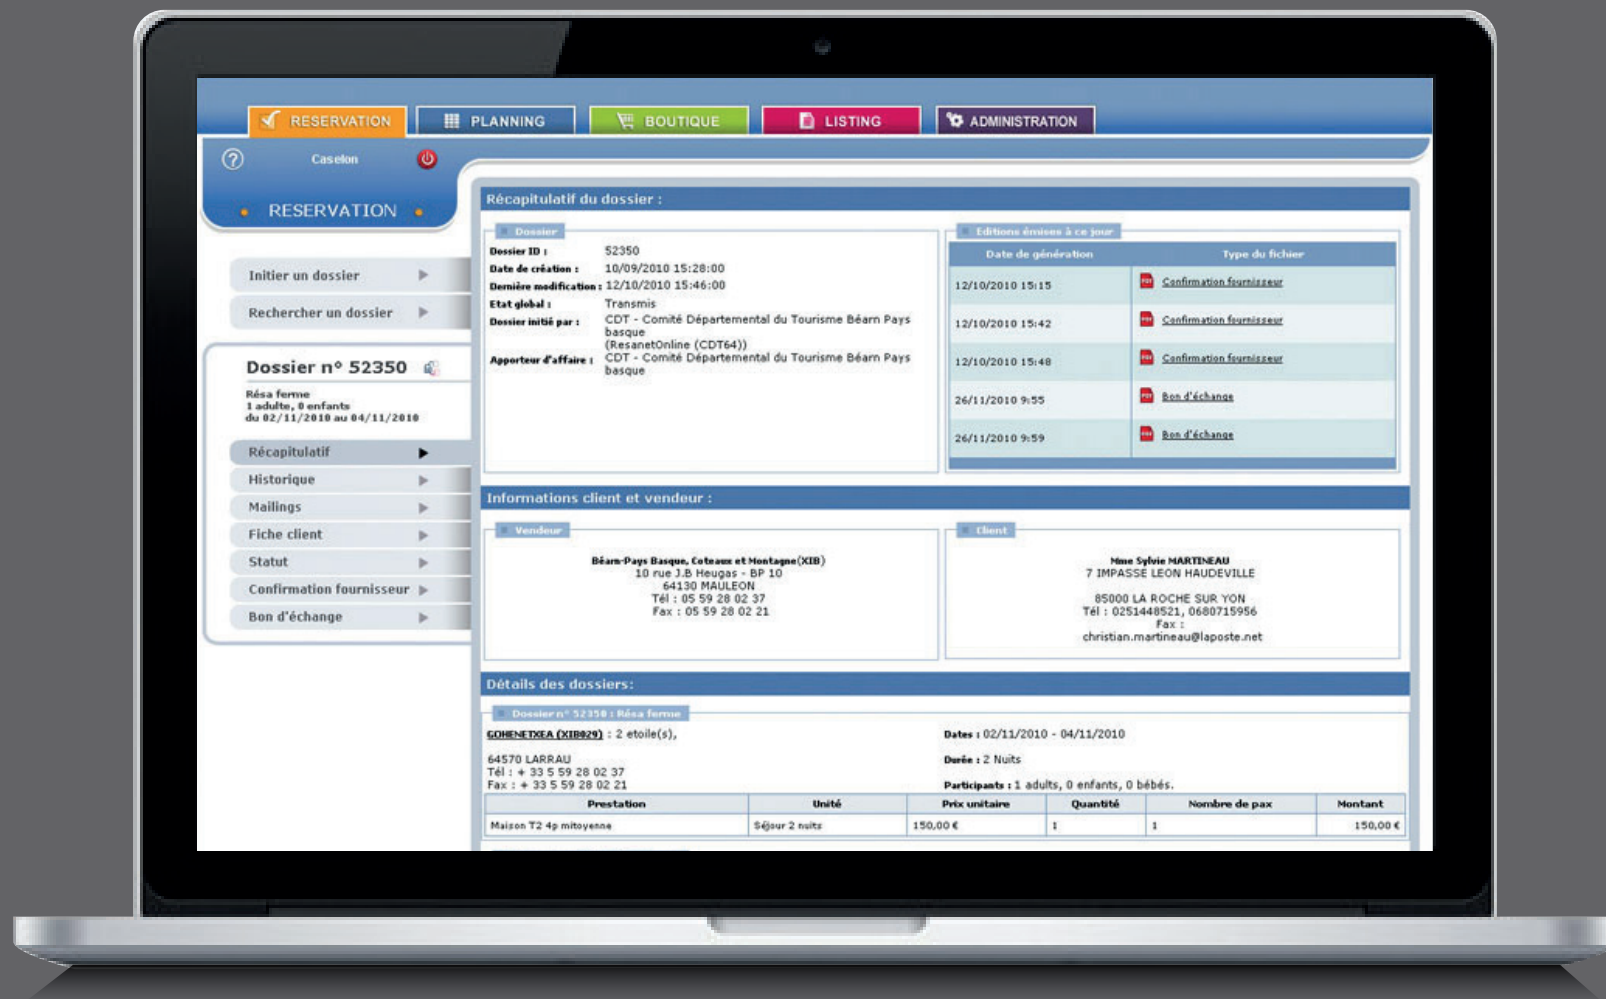 RESERVATION
PLANNING
BOUTIQUE
LISTING
ADMINISTRATION
? Caselon
RESERVATION
Initier un dossier
Rechercher un dossier
Dossier n° 52350
Résa ferme
1 adulte, 0 enfants
du 02/11/2010 au 04/11/2010
Récapitulatif
Historique
Mailings
Fiche client
Statut
Confirmation fournisseur
Bon d'échange
Récapitulatif du dossier :
Dossier
Dossier ID : 52350
Date de création : 10/09/2010 15:28:00
Dernière modification : 12/10/2010 15:46:00
Etat global : Transmis
Dossier initié par : CDT - Comité Départemental du Tourisme Béarn Pays
basque
(ResanetOnline (CDT64))
Apporteur d'affaire : CDT - Comité Départemental du Tourisme Béarn Pays
basque
Editions émises à ce jour
Date de génération Type du fichier
12/10/2010 15:15 Confirmation fournisseur
12/10/2010 15:42 Confirmation fournisseur
12/10/2010 15:48 Confirmation fournisseur
26/11/2010 9:55 Bon d'échange
26/11/2010 9:59 Bon d'échange
Informations client et vendeur :
Vendeur
Béarn-Pays Basque, Coteaux et Montagne(XIB)
10 rue J.B Heugas - BP 10
64130 MAULEON
Tél : 05 59 28 02 37
Fax : 05 59 28 02 21
Client
Mme Sylvie MARTINEAU
7 IMPASSE LEON HAUDEVILLE
85000 LA ROCHE SUR YON
Tél : 0251448521, 0680715956
Fax :
christian.martineau@laposte.net
Détails des dossiers:
Dossier n° 52350 : Résa ferme
GOHENETXEA (XIB029) : 2 etoile(s),
64570 LARRAU
Tél : + 33 5 59 28 02 37
Fax : + 33 5 59 28 02 21
Dates : 02/11/2010 - 04/11/2010
Durée : 2 Nuits
Participants : 1 adults, 0 enfants, 0 bébés.
Prestation Unité Prix unitaire Quantité Nombre de pax Montant
Maison T2 4p mitoyenne Séjour 2 nuits 150,00 € 1 1 150,00 €